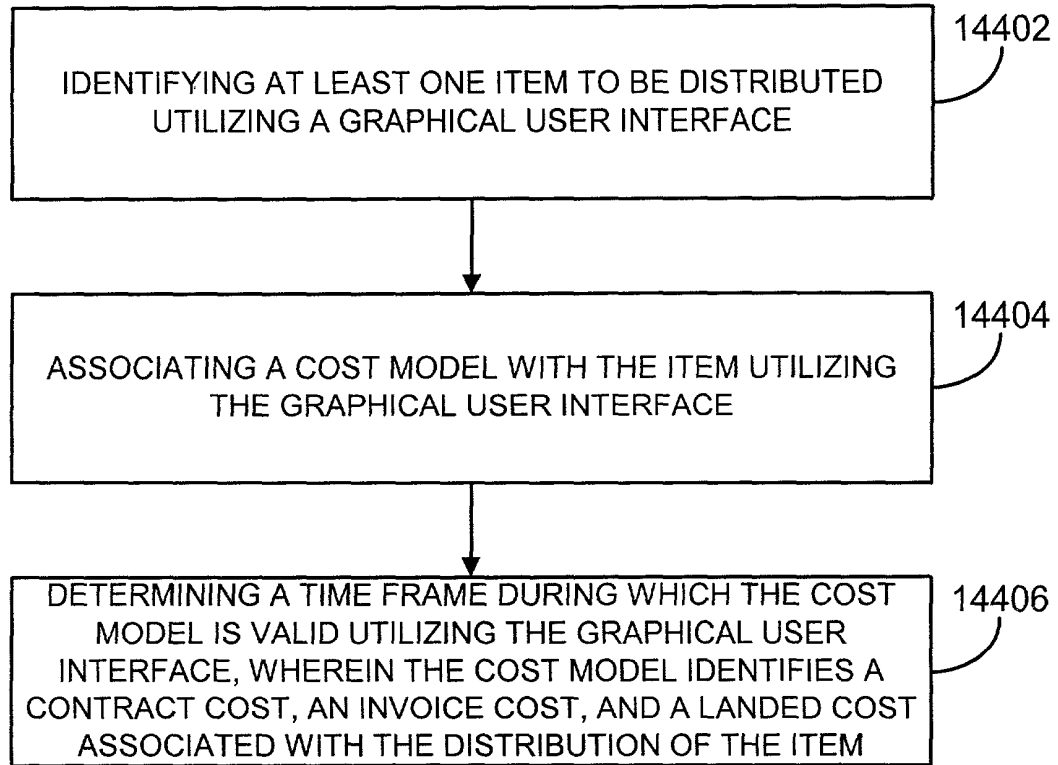 14402
IDENTIFYING AT LEAST ONE ITEM TO BE DISTRIBUTED
UTILIZING A GRAPHICAL USER INTERFACE
14404
ASSOCIATING A COST MODEL WITH THE ITEM UTILIZING
THE GRAPHICAL USER INTERFACE
14406
DETERMINING A TIME FRAME DURING WHICH THE COST
MODEL IS VALID UTILIZING THE GRAPHICAL USER
INTERFACE, WHEREIN THE COST MODEL IDENTIFIES A
CONTRACT COST, AN INVOICE COST, AND A LANDED COST
ASSOCIATED WITH THE DISTRIBUTION OF THE ITEM